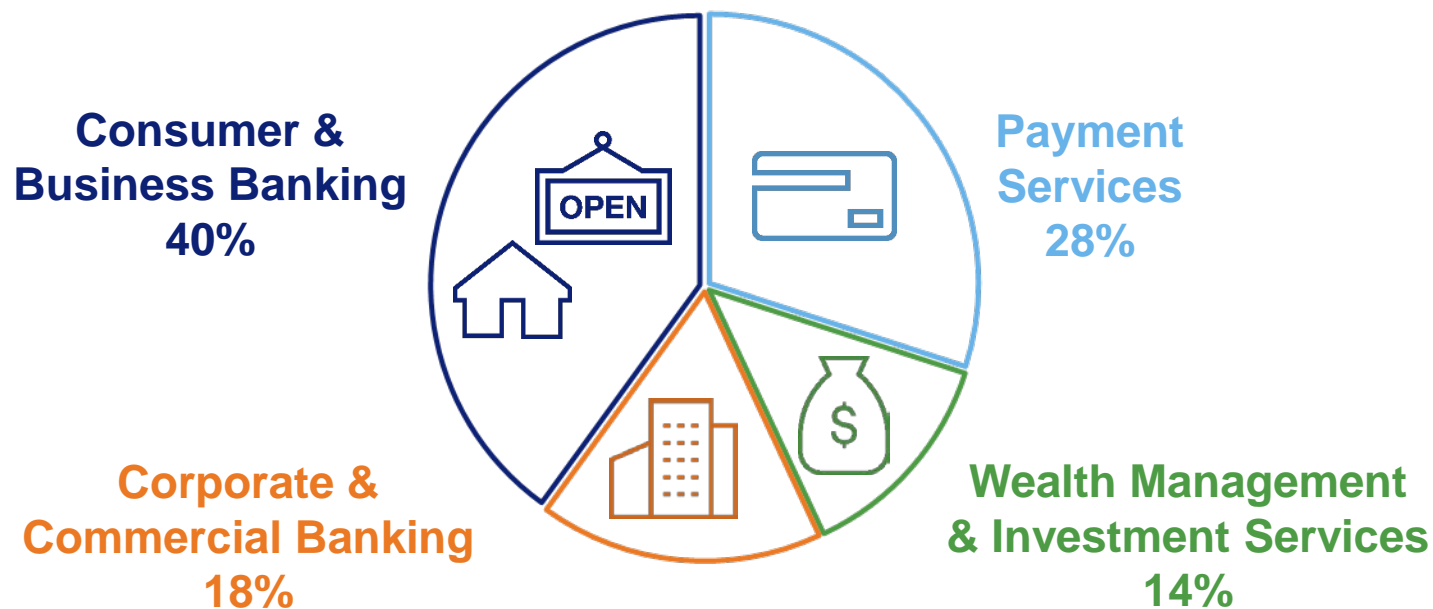 Consumer &
Business Banking
40%
OPEN
Payment
Services
28%
Corporate &
Commercial Banking
18%
$
Wealth Management
& Investment Services
14%